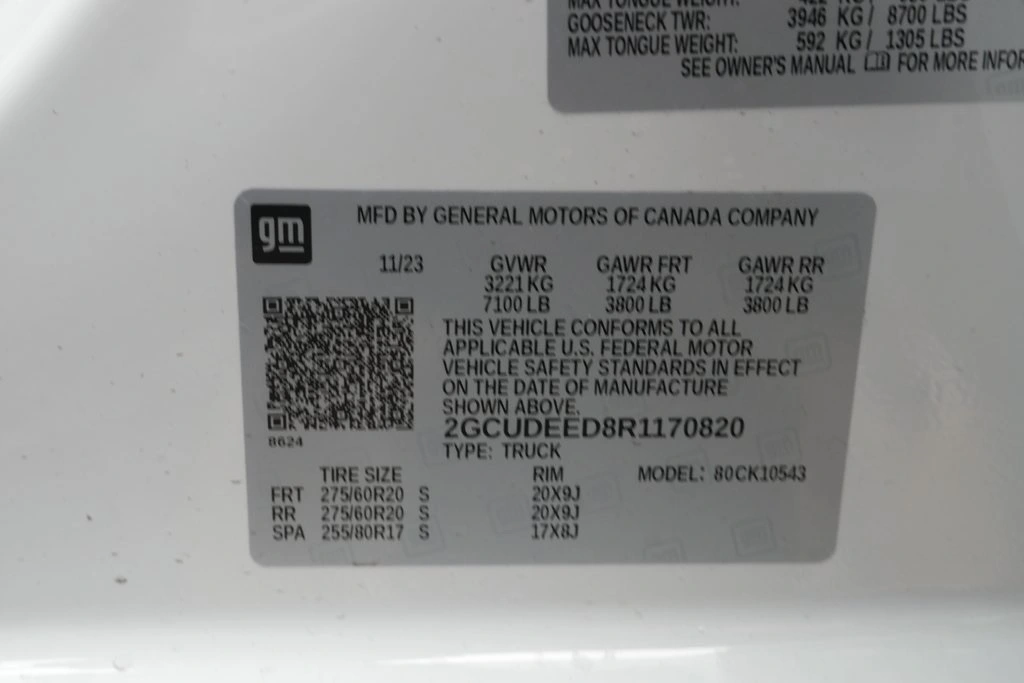 MAX TONGUE WEIGHT:
GOOSENECK TWR: 3946 KG / 8700 LBS
MAX TONGUE WEIGHT: 592 KG / 1305 LBS
SEE OWNER'S MANUAL FOR MORE INFOR
gm
MFD BY GENERAL MOTORS OF CANADA COMPANY
11/23 GVWR GAWR FRT GAWR RR
3221 KG 1724 KG 1724 KG
7100 LB 3800 LB 3800 LB
THIS VEHICLE CONFORMS TO ALL
APPLICABLE U.S. FEDERAL MOTOR
VEHICLE SAFETY STANDARDS IN EFFECT
ON THE DATE OF MANUFACTURE
SHOWN ABOVE.
2GCUDEED8R1170820
8624
TYPE: TRUCK
TIRE SIZE RIM MODEL: 80CK10543
FRT 275/60R20 S 20X9J
RR 275/60R20 S 20X9J
SPA 255/80R17 S 17X8J